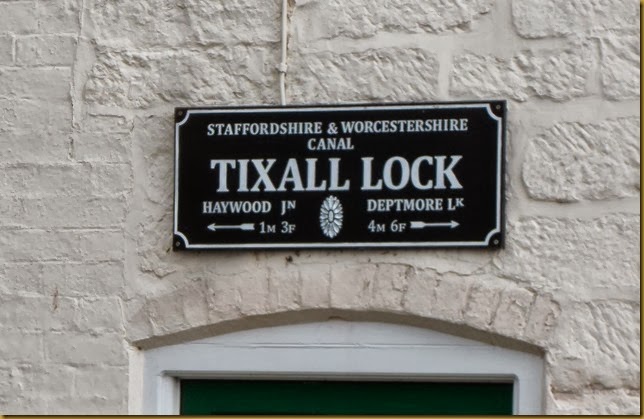 STAFFORDSHIRE & WORCESTERSHIRE
CANAL
TIXALL LOCK
HAYWOOD JN DEPTMORE LK
1M 3F 4M 6F